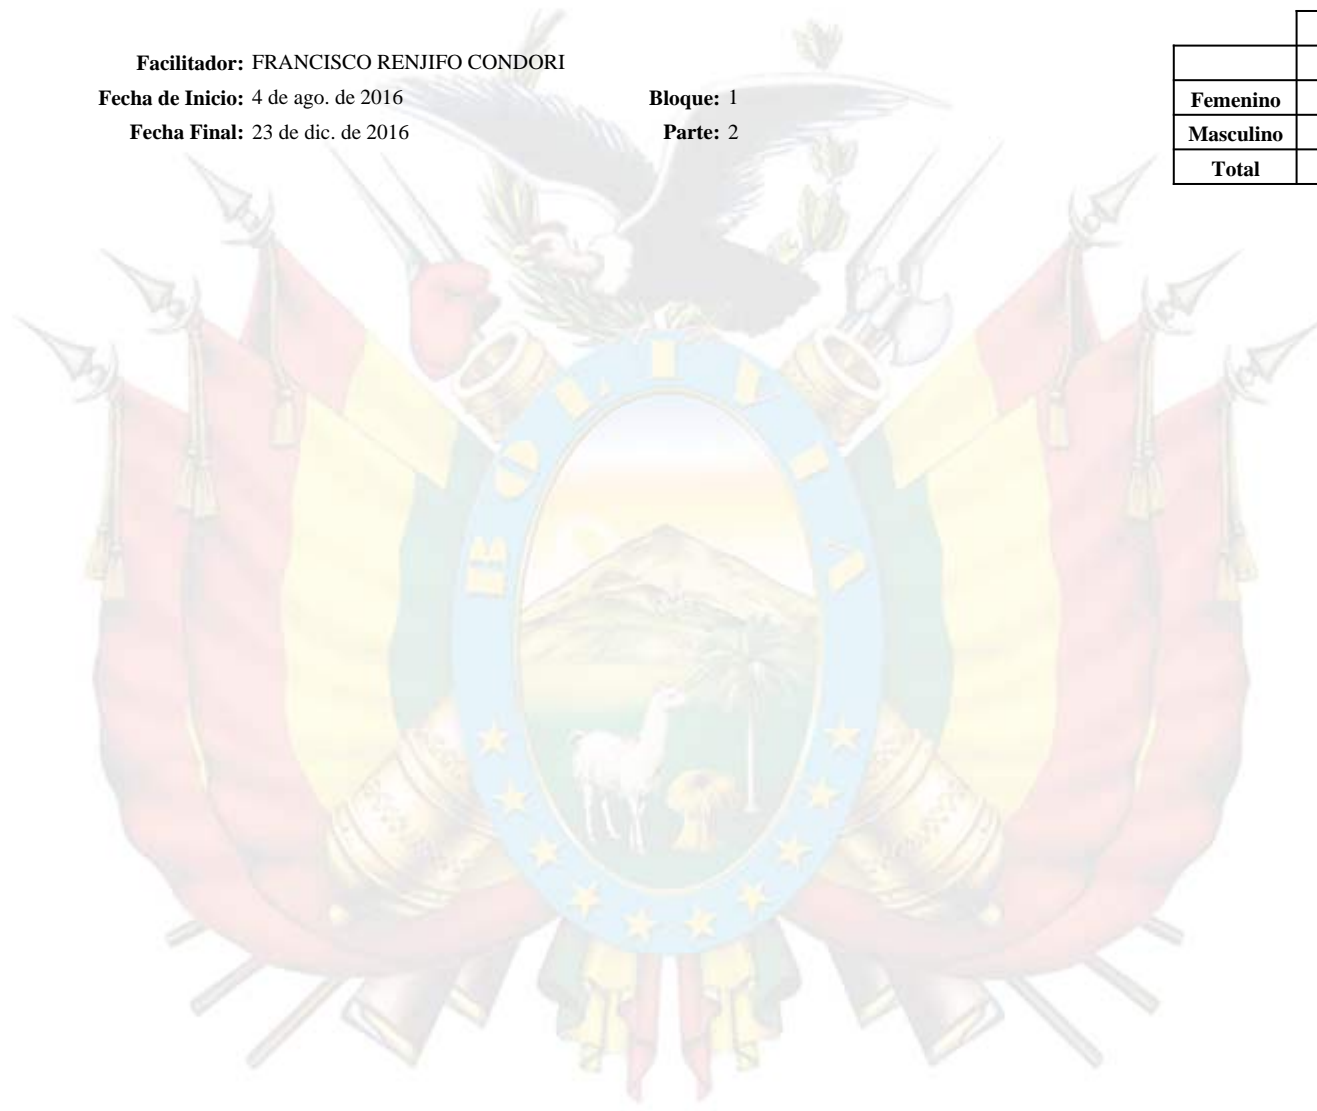 Facilitador: FRANCISCO RENJIFO CONDORI
Fecha de Inicio: 4 de ago. de 2016 Bloque: 1
Fecha Final: 23 de dic. de 2016 Parte: 2
Femenino
Masculino
Total
BOLIVIA